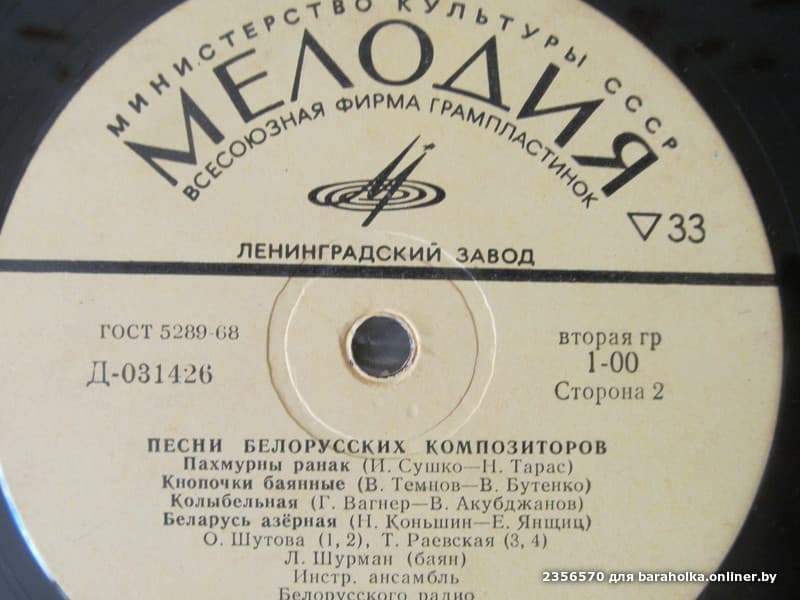 МИНИСТЕРСТВО КУЛЬТУРЫ СССР
МЕЛОДИЯ
ВСЕСОЮЗНАЯ ФИРМА ГРАМПЛАСТИНОК
33
ЛЕНИНГРАДСКИЙ ЗАВОД
ГОСТ 5289-68
Д-031426
вторая гр
1-00
Сторона 2
ПЕСНИ БЕЛОРУССКИХ КОМПОЗИТОРОВ
Пахмурны ранак (И. Сушко—Н. Тарас)
Кнопочки баянные (В. Темнов—В. Бутенко)
Колыбельная (Г. Вагнер—В. Акубджанов)
Беларусь азёрная (Н. Коньшин—Е. Янщиц)
О. Шутова (1, 2), Т. Раевская (3, 4)
Л. Шурман (баян)
Инстр. ансамбль
Белорусского радио
2356570 для baraholka.onliner.by